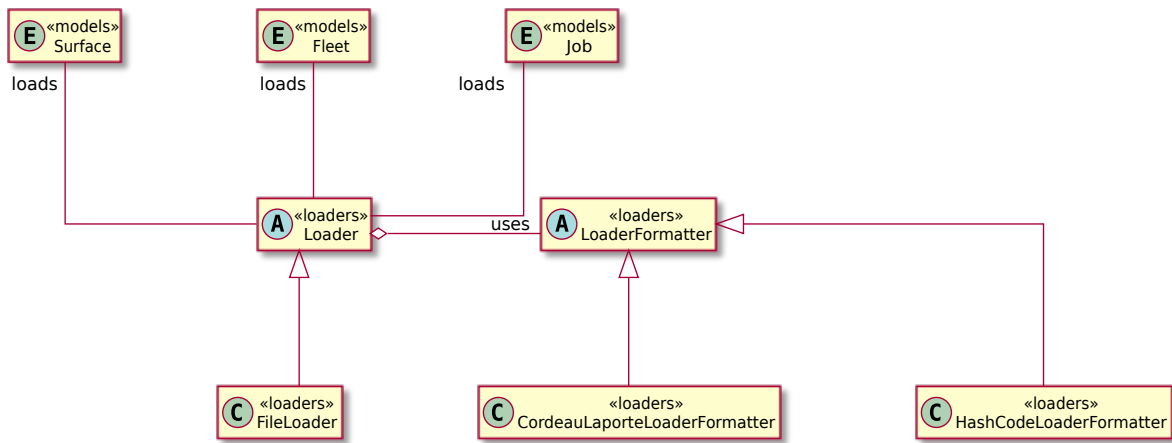 E «models» Surface
E «models» Fleet
E «models» Job
loads
loads
loads
A «loaders» Loader
uses
A «loaders» LoaderFormatter
C «loaders» FileLoader
C «loaders» CordeauLaporteLoaderFormatter
C «loaders» HashCodeLoaderFormatter